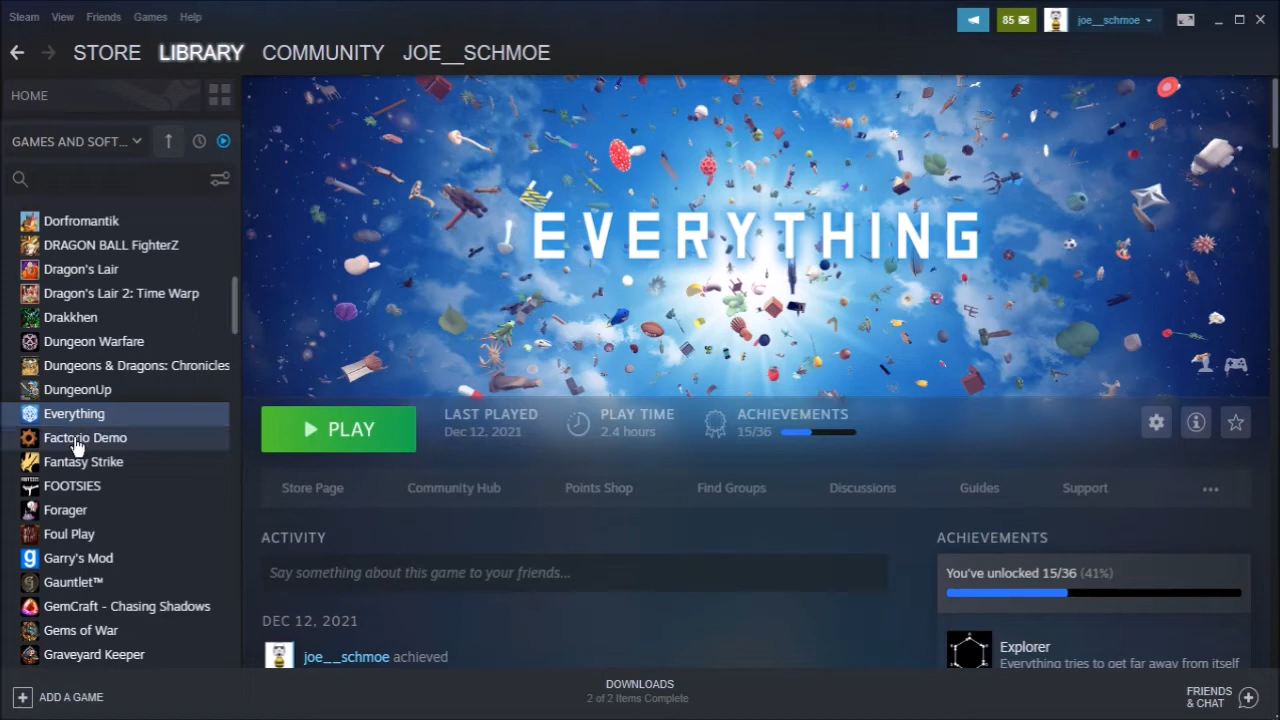 Steam View Friends Games Help
85 joe__schmoe
STORE LIBRARY COMMUNITY JOE__SCHMOE
HOME
GAMES AND SOFT...
Dorfromantik
DRAGON BALL FighterZ
Dragon's Lair
Dragon's Lair 2: Time Warp
Drakkhen
Dungeon Warfare
Dungeons & Dragons: Chronicles
DungeonUp
Everything
Factorio Demo
Fantasy Strike
FOOTSIES
Forager
Foul Play
Garry's Mod
Gauntlet™
GemCraft - Chasing Shadows
Gems of War
Graveyard Keeper
EVERYTHING
PLAY
LAST PLAYED
Dec 12, 2021
PLAY TIME
2.4 hours
ACHIEVEMENTS
15/36
Store Page Community Hub Points Shop Find Groups Discussions Guides Support ...
ACTIVITY
Say something about this game to your friends...
DEC 12, 2021
joe__schmoe achieved
ACHIEVEMENTS
You've unlocked 15/36 (41%)
Explorer
Everything tries to get far away from itself
ADD A GAME
DOWNLOADS
2 of 2 Items Complete
FRIENDS
& CHAT